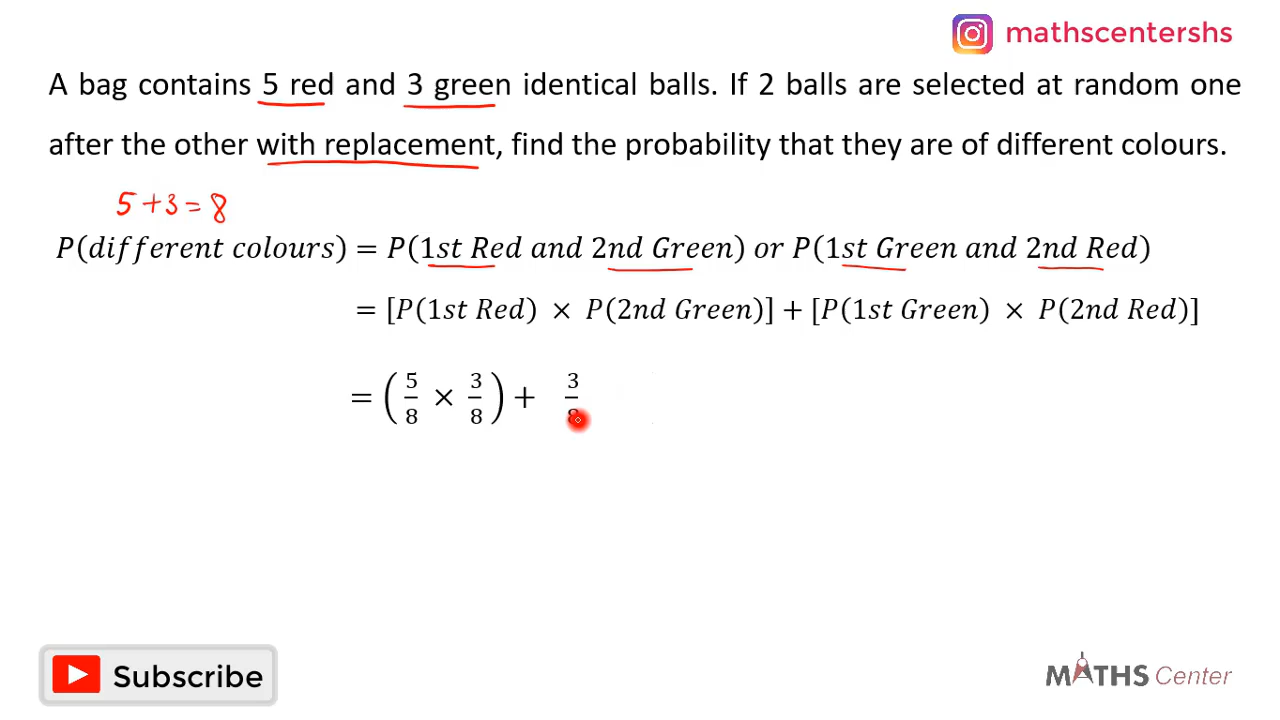 mathscentershs
A bag contains 5 red and 3 green identical balls. If 2 balls are selected at random one
after the other with replacement, find the probability that they are of different colours.
5+3=8
P(different colours) = P(1st Red and 2nd Green) or P(1st Green and 2nd Red)
= [P(1st Red) × P(2nd Green)] + [P(1st Green) × P(2nd Red)]
= (5/8 × 3/8) + 3/8
Subscribe
MATHS Center